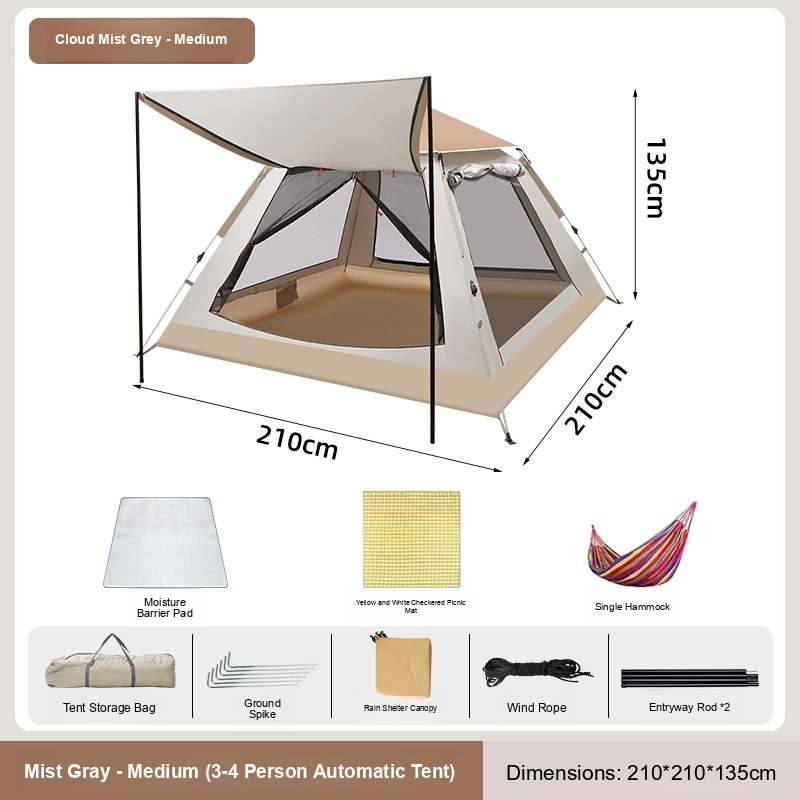 Cloud Mist Grey - Medium
135cm
210cm
210cm
Moisture
Barrier Pad
Yellow and White Checkered Picnic
Mat
Single Hammock
Tent Storage Bag
Ground
Spike
Rain Shelter Canopy
Wind Rope
Entryway Rod *2
Mist Gray - Medium (3-4 Person Automatic Tent)
Dimensions: 210*210*135cm